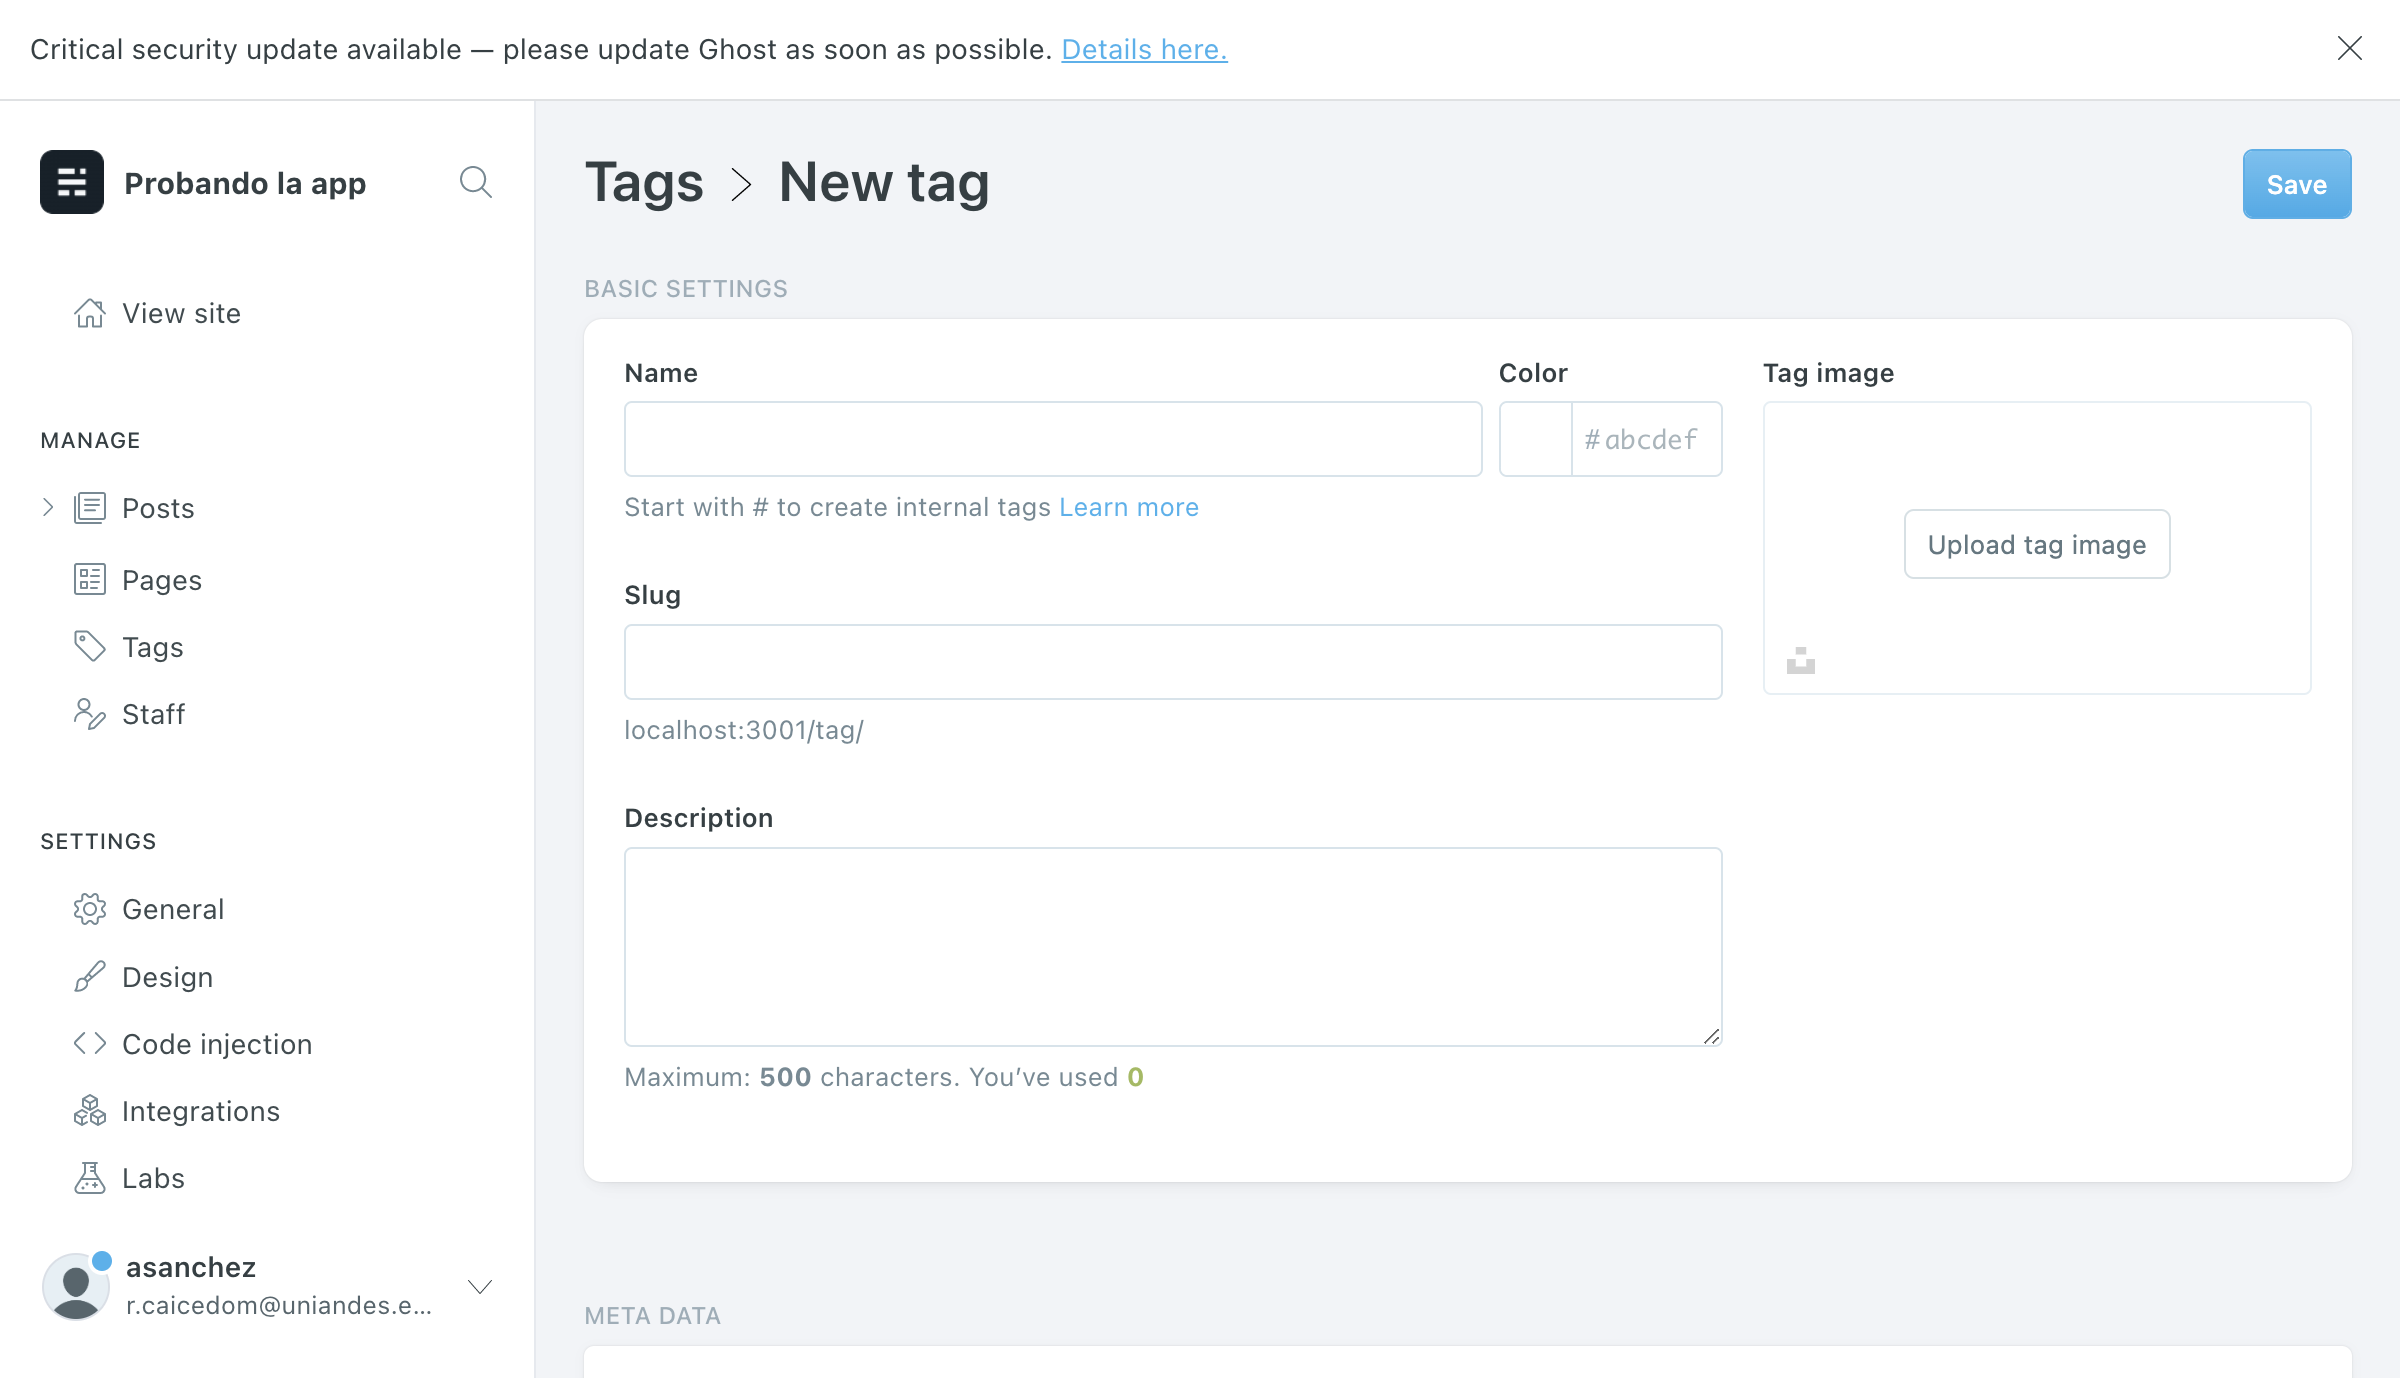 Critical security update available — please update Ghost as soon as possible. Details here.
Probando la app
View site
MANAGE
Posts
Pages
Tags
Staff
SETTINGS
General
Design
Code injection
Integrations
Labs
asanchez
r.caicedom@uniandes.e...
Tags > New tag
Save
BASIC SETTINGS
Name
Start with # to create internal tags Learn more
Color
#abcdef
Slug
localhost:3001/tag/
Description
Maximum: 500 characters. You’ve used 0
Tag image
Upload tag image
META DATA